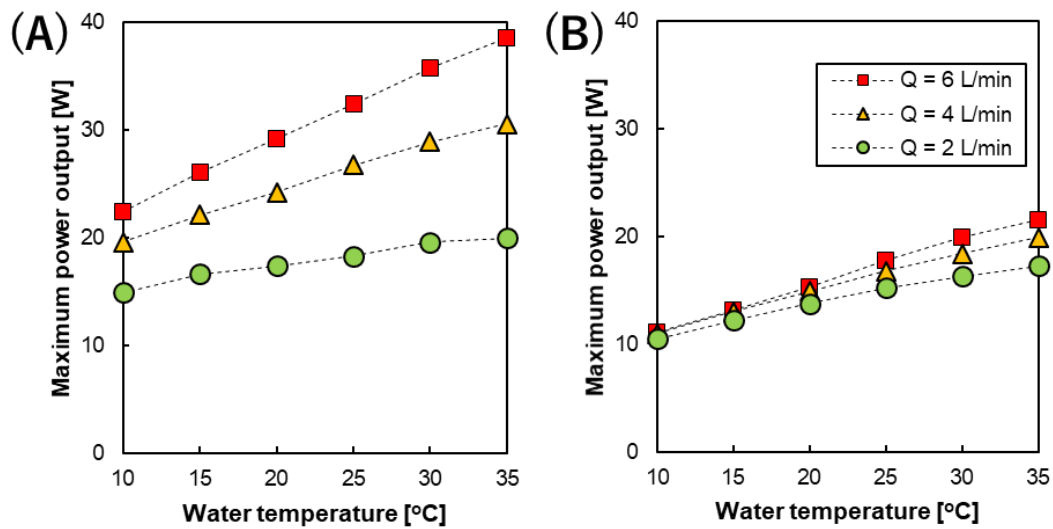 (A)
Maximum power output [W]
40
30
20
10
0
10 15 20 25 30 35
Water temperature [°C]
(B)
Maximum power output [W]
40
30
20
10
0
Q = 6 L/min
Q = 4 L/min
Q = 2 L/min
10 15 20 25 30 35
Water temperature [°C]